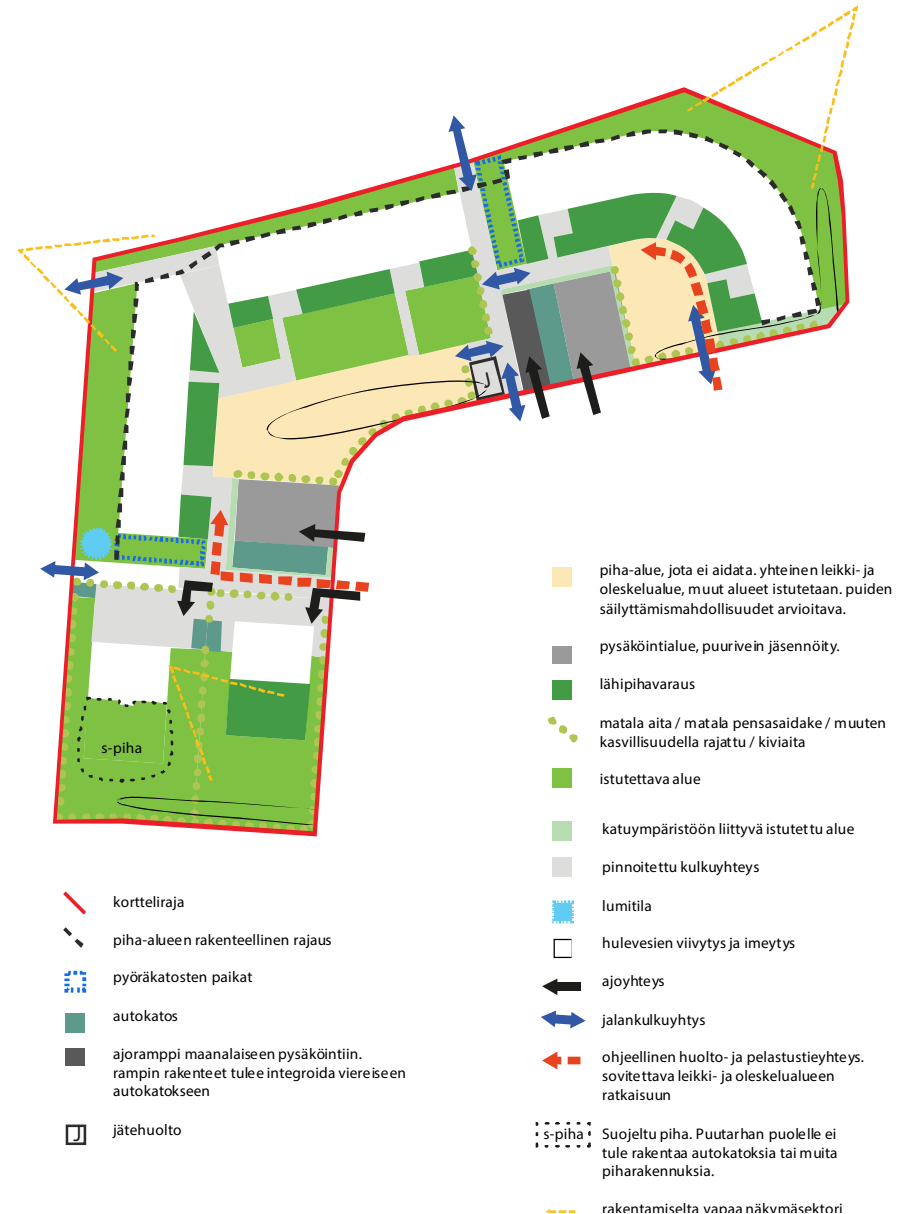 J
s-piha
kortteliraja
piha-alueen rakenteellinen rajaus
pyöräkatosten paikat
autokatos
ajoramppi maanalaiseen pysäköintiin.
rampin rakenteet tulee integroida viereiseen
autokatokseen
J
jätehuolto
piha-alue, jota ei aidata. yhteinen leikki- ja
oleskelualue, muut alueet istutetaan. puiden
säilyttämismahdollisuudet arvioitava.
pysäköintialue, puurivein jäsennöity.
lähipihavaraus
matala aita / matala pensasaidake / muuten
kasvillisuudella rajattu / kiviaita
istutettava alue
katuympäristöön liittyvä istutettu alue
pinnoitettu kulkuyhteys
lumitila
hulevesien viivytys ja imeytys
ajoyhteys
jalankulkuyhtys
ohjeellinen huolto- ja pelastustieyhteys.
sovitettava leikki- ja oleskelualueen
ratkaisuun
s-piha
Suojeltu piha. Puutarhan puolelle ei
tule rakentaa autokatoksia tai muita
piharakennuksia.
rakentamiselta vapaa näkymäsektori